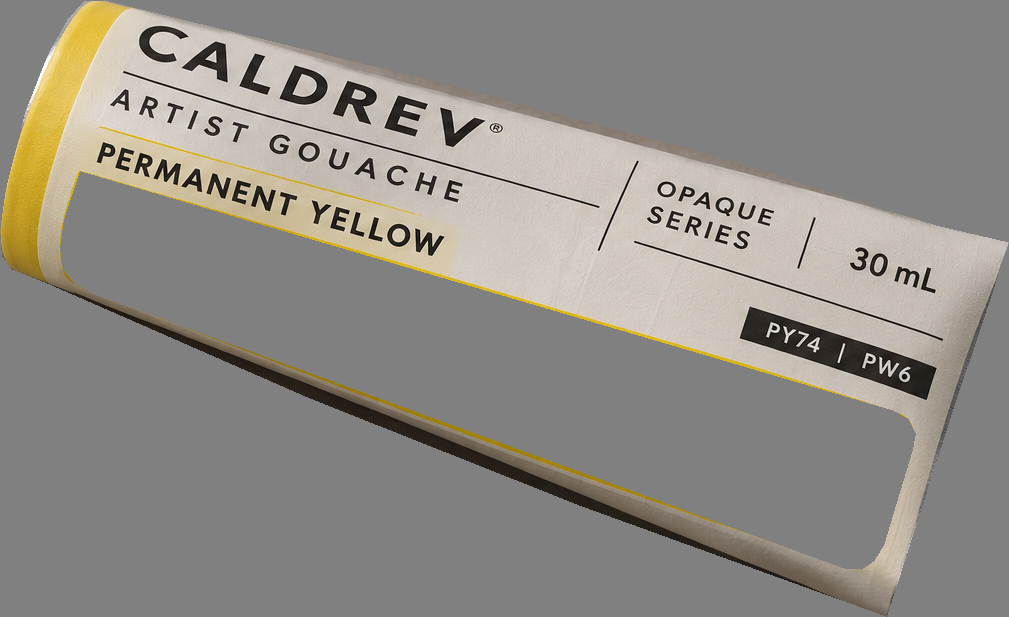 CALDREV®
ARTIST GOUACHE
PERMANENT YELLOW
OPAQUE
SERIES
30 mL
PY74 | PW6